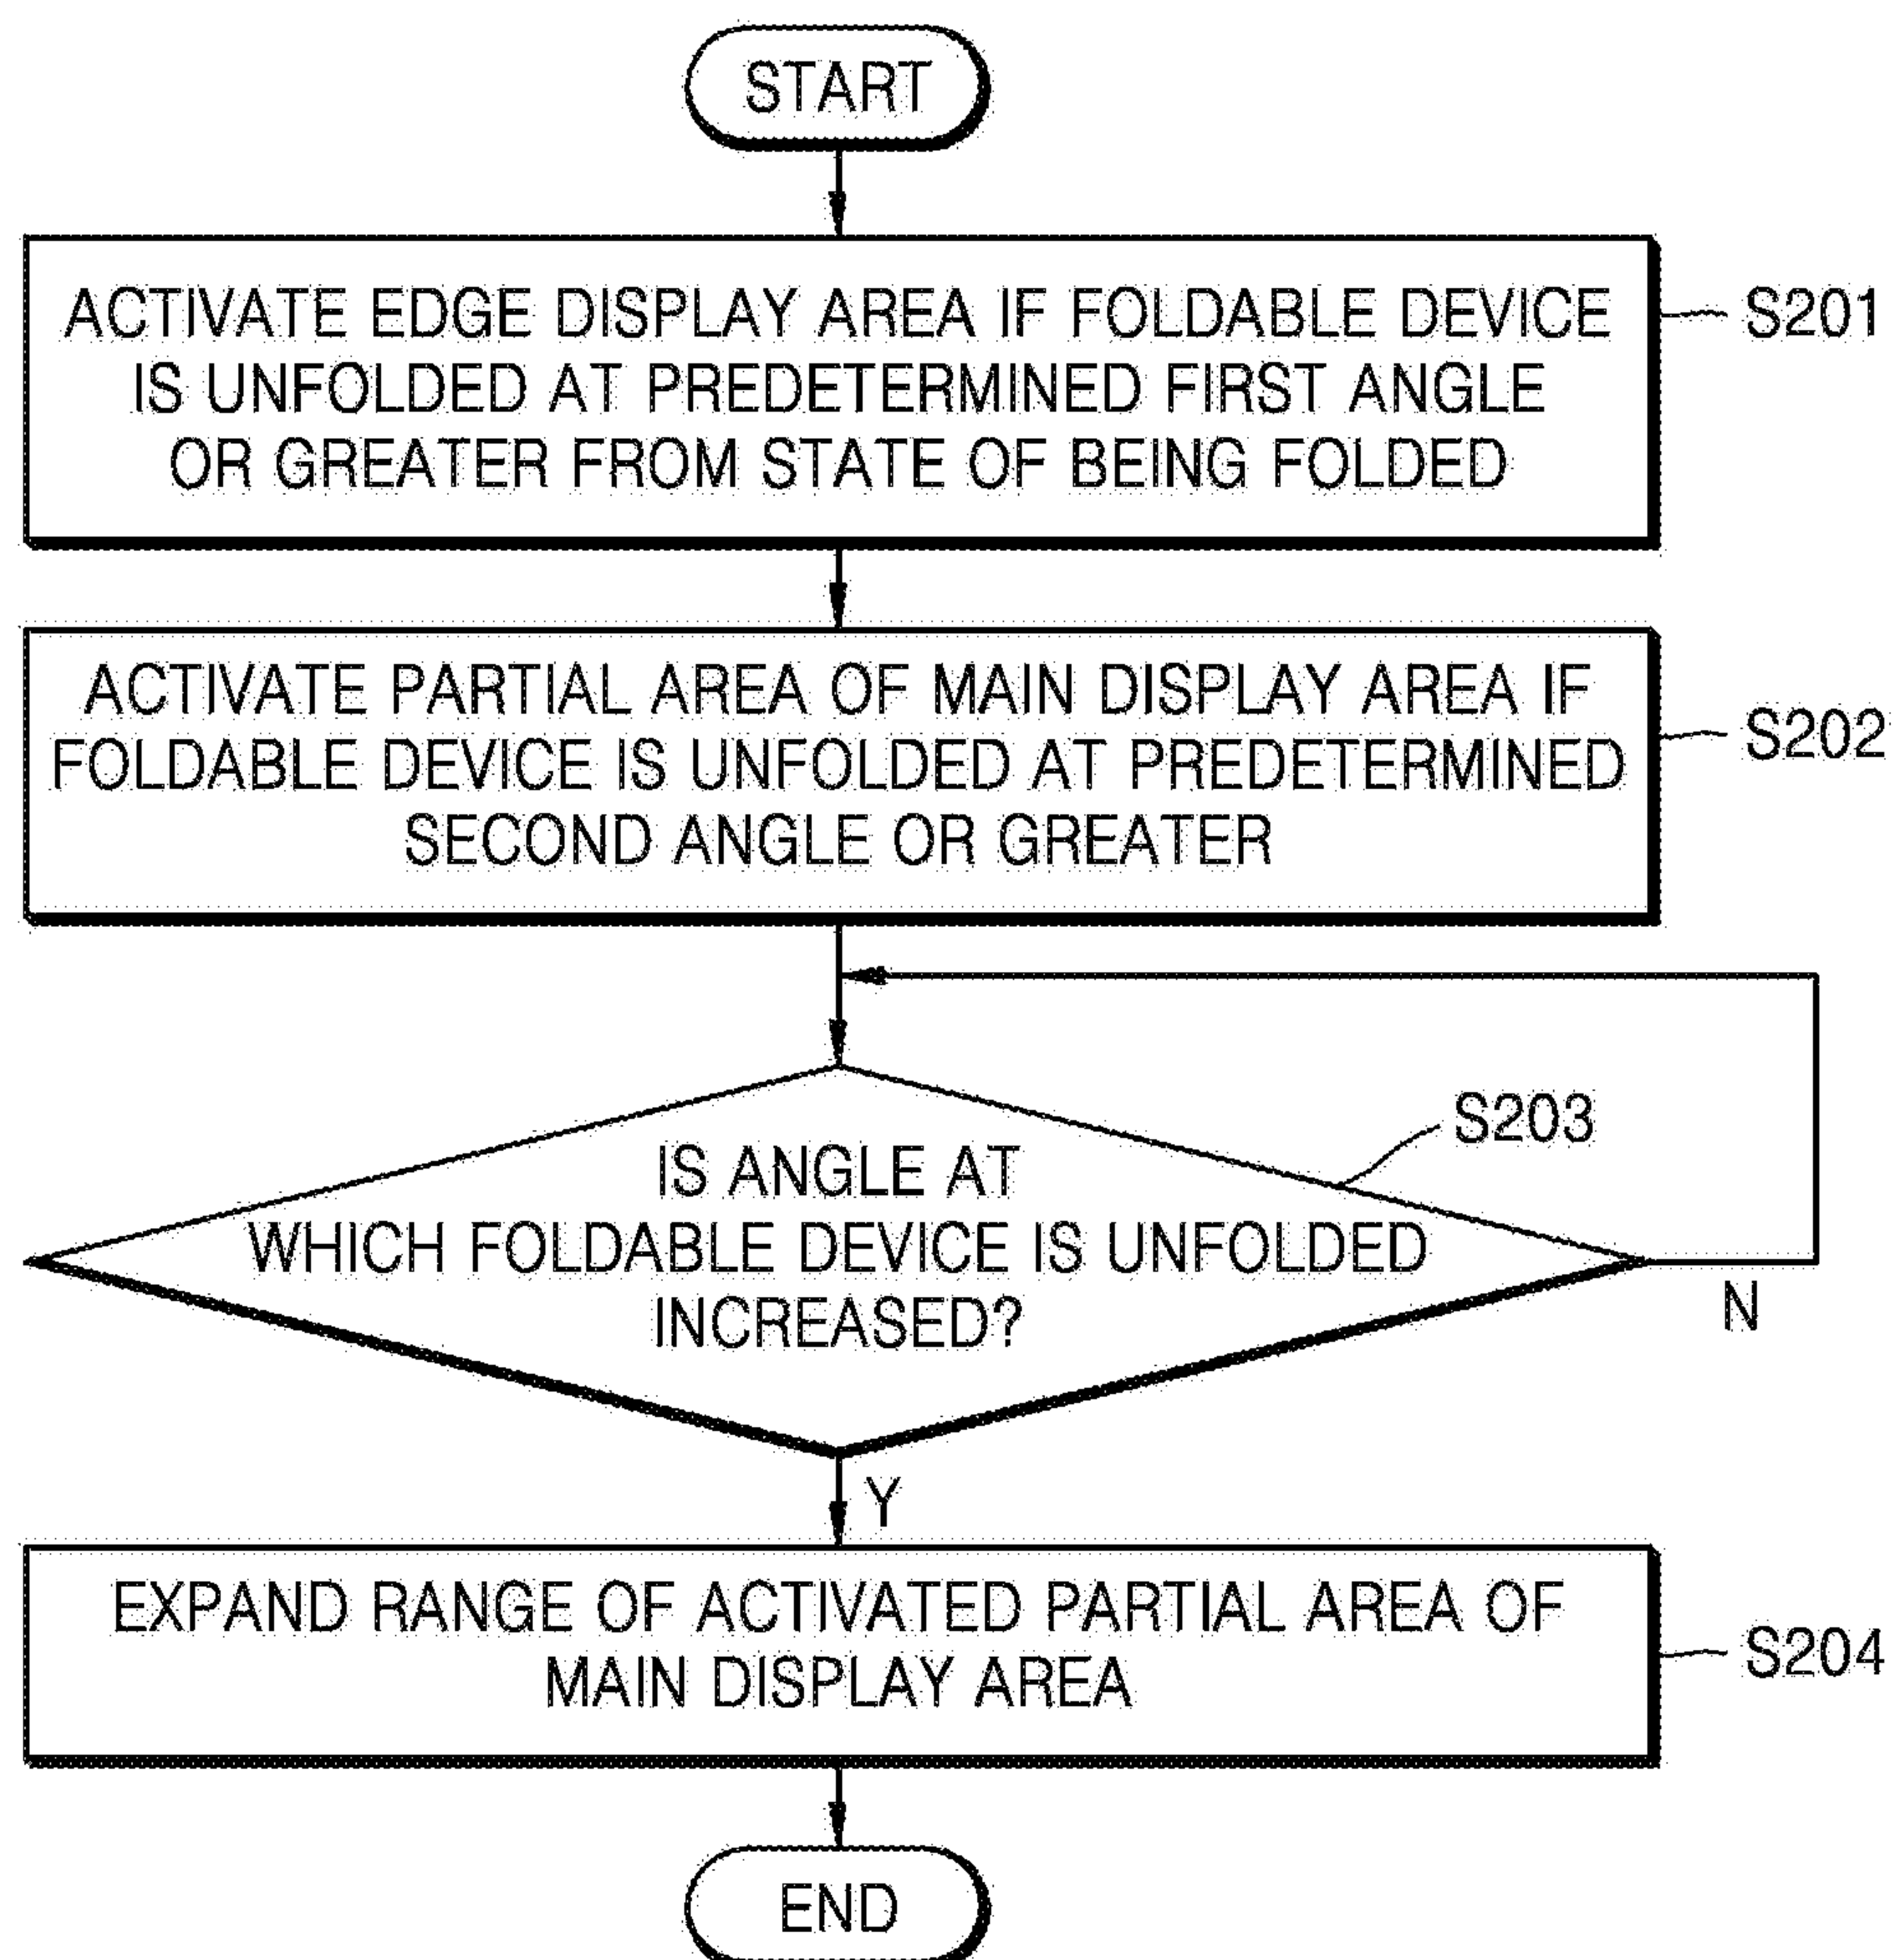 START
ACTIVATE EDGE DISPLAY AREA IF FOLDABLE DEVICE
IS UNFOLDED AT PREDETERMINED FIRST ANGLE
OR GREATER FROM STATE OF BEING FOLDED
S201
ACTIVATE PARTIAL AREA OF MAIN DISPLAY AREA IF
FOLDABLE DEVICE IS UNFOLDED AT PREDETERMINED
SECOND ANGLE OR GREATER
S202
S203
IS ANGLE AT
WHICH FOLDABLE DEVICE IS UNFOLDED
INCREASED?
N
Y
EXPAND RANGE OF ACTIVATED PARTIAL AREA OF
MAIN DISPLAY AREA
S204
END